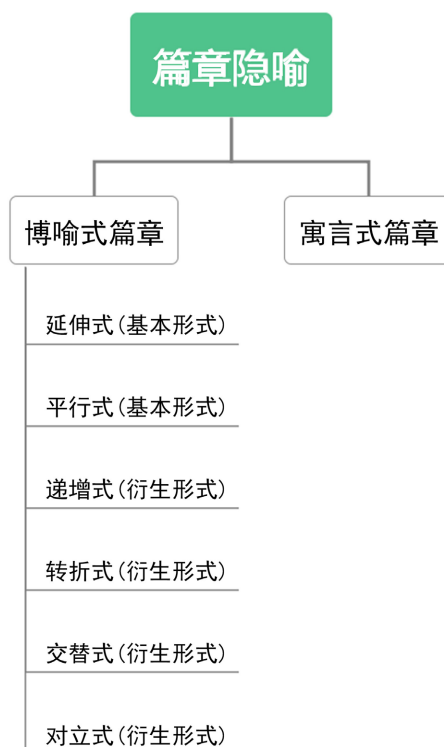 篇章隐喻
博喻式篇章
寓言式篇章
延伸式(基本形式)
平行式(基本形式)
递增式(衍生形式)
转折式(衍生形式)
交替式(衍生形式)
对立式(衍生形式)